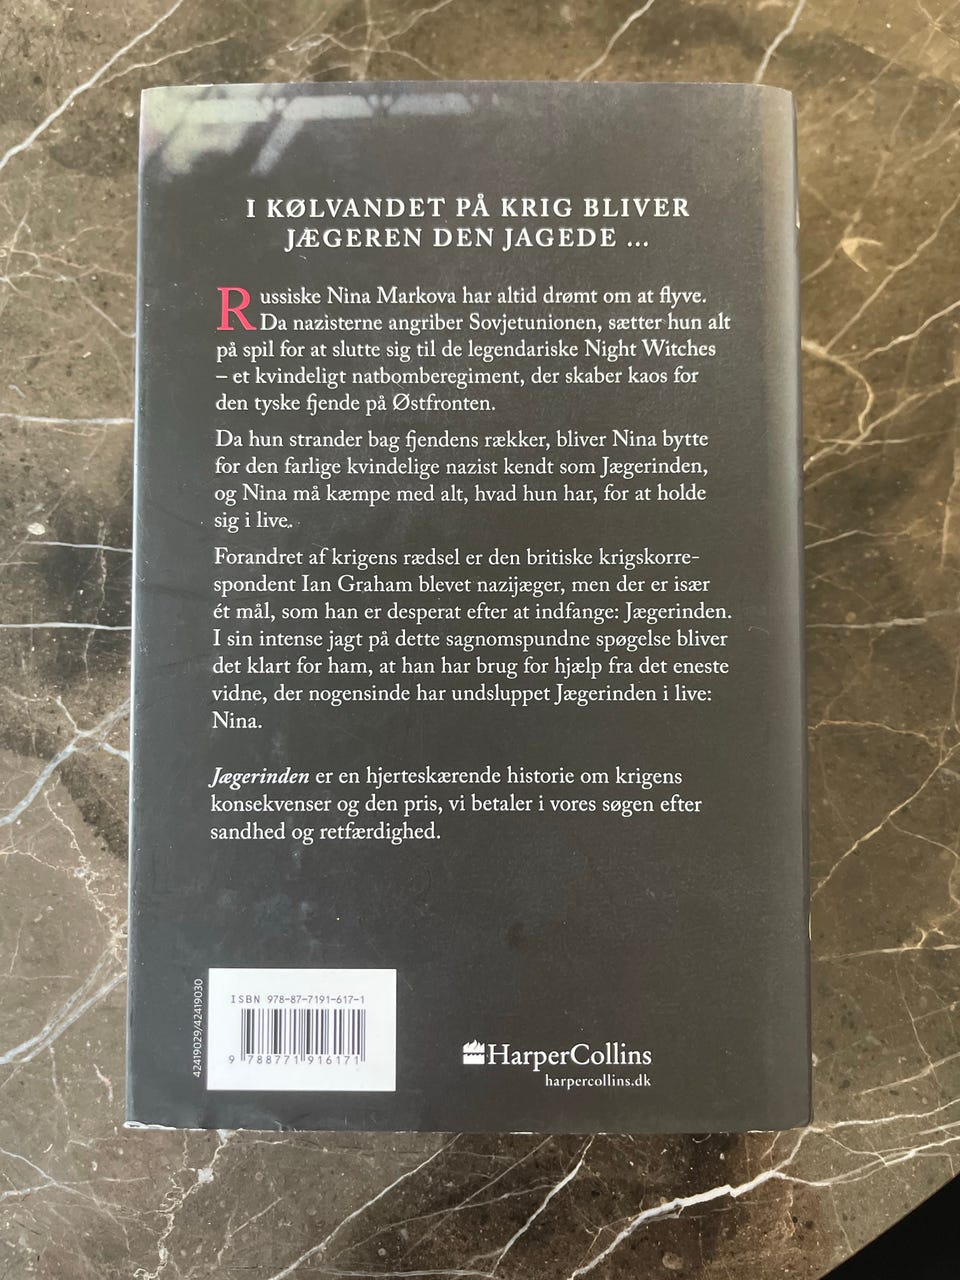 I KØLVANDET PÅ KRIG BLIVER
JÆGEREN DEN JAGEDE ...
Russiske Nina Markova har altid drømt om at flyve.
Da nazisterne angriber Sovjetunionen, sætter hun alt
på spil for at slutte sig til de legendariske Night Witches
– et kvindeligt natbomberegiment, der skaber kaos for
den tyske fjende på Østfronten.
Da hun strander bag fjendens rækker, bliver Nina bytte
for den farlige kvindelige nazist kendt som Jægerinden,
og Nina må kæmpe med alt, hvad hun har, for at holde
sig i live.
Forandret af krigens rædsel er den britiske krigskorre-
spondent Ian Graham blevet nazijæger, men der er især
ét mål, som han er desperat efter at indfange: Jægerinden.
I sin intense jagt på dette sagnomspundne spøgelse bliver
det klart for ham, at han har brug for hjælp fra det eneste
vidne, der nogensinde har undsluppet Jægerinden i live:
Nina.
Jægerinden er en hjerteskærende historie om krigens
konsekvenser og den pris, vi betaler i vores søgen efter
sandhed og retfærdighed.
42419029/42419030
ISBN 978-87-7191-617-1
9 788771 916171
HarperCollins
harpercollins.dk